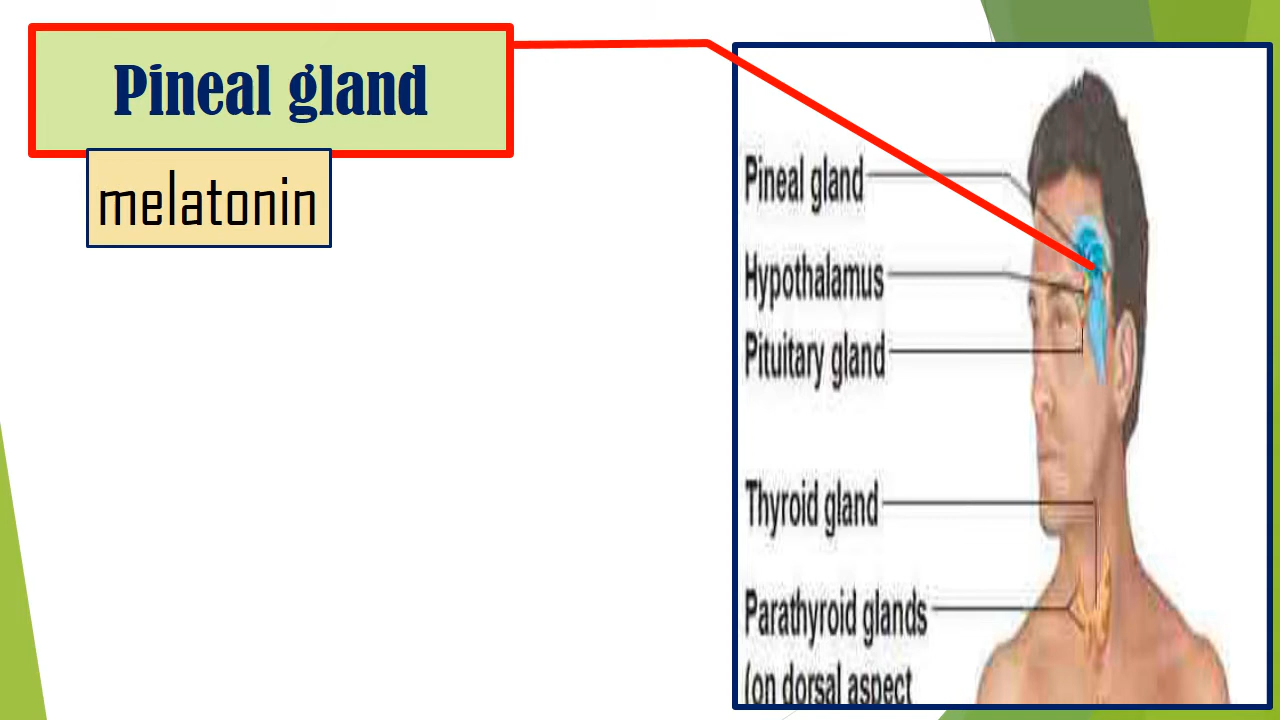 Pineal gland
melatonin
Pineal gland
Hypothalamus
Pituitary gland
Thyroid gland
Parathyroid glands
(on dorsal aspect